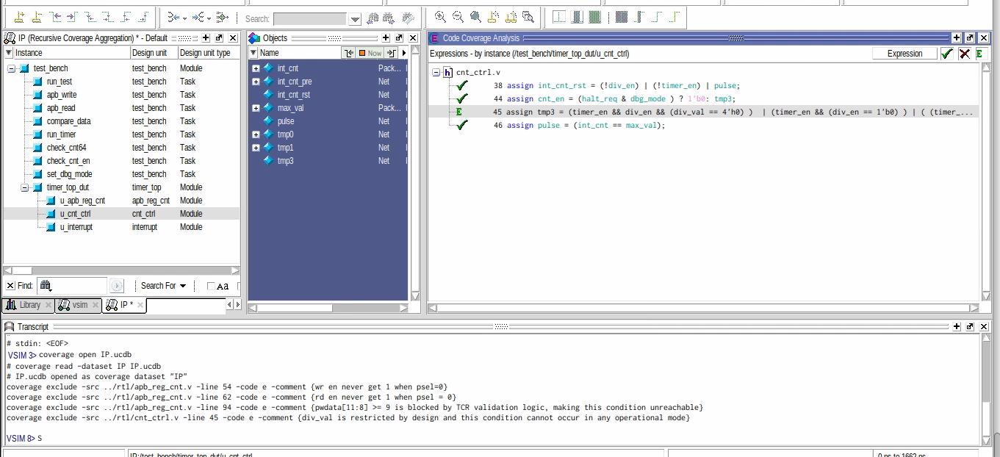 Search:
IP (Recursive Coverage Aggregation) * - Default
Instance Design unit Design unit type
test_bench test_bench Module
run_test test_bench Task
apb_write test_bench Task
apb_read test_bench Task
compare_data test_bench Task
run_timer test_bench Task
check_cnt64 test_bench Task
check_cnt_en test_bench Task
set_dbg_mode test_bench Task
timer_top_dut timer_top Module
u_apb_reg_cnt apb_reg_cnt Module
u_cnt_ctrl cnt_ctrl Module
u_interrupt interrupt Module
Find: Search For Aa
Library vsim IP *
Objects
Name Now
int_cnt Pack...
int_cnt_pre Net
int_cnt_rst Net
max_val Pack...
pulse Net
tmp0 Net
tmp1 Net
tmp3 Net
Code Coverage Analysis
Expressions - by instance (/test_bench/timer_top_dut/u_cnt_ctrl) Expression E
cnt_ctrl.v
38 assign int_cnt_rst = (!div_en) | (!timer_en) | pulse;
44 assign cnt_en = (halt_req & dbg_mode ) ? 1'b0: tmp3;
E 45 assign tmp3 = (timer_en && div_en && (div_val == 4'h0) ) | (timer_en && (div_en == 1'b0) ) | ( (timer_...
46 assign pulse = (int_cnt == max_val);
Transcript
# stdin: <EOF>
VSIM 3> coverage open IP.ucdb
# coverage read -dataset IP IP.ucdb
# IP.ucdb opened as coverage dataset "IP"
coverage exclude -src ../rtl/apb_reg_cnt.v -line 54 -code e -comment {wr en never get 1 when psel=0}
coverage exclude -src ../rtl/apb_reg_cnt.v -line 62 -code e -comment {rd en never get 1 when psel = 0}
coverage exclude -src ../rtl/apb_reg_cnt.v -line 94 -code e -comment {pwdata[11:8] >= 9 is blocked by TCR validation logic, making this condition unreachable}
coverage exclude -src ../rtl/cnt_ctrl.v -line 45 -code e -comment {div_val is restricted by design and this condition cannot occur in any operational mode}
VSIM 8> S
IP:/test_bench/timer_top_dut/u_cnt_ctrl 0 ns to 1662 ns